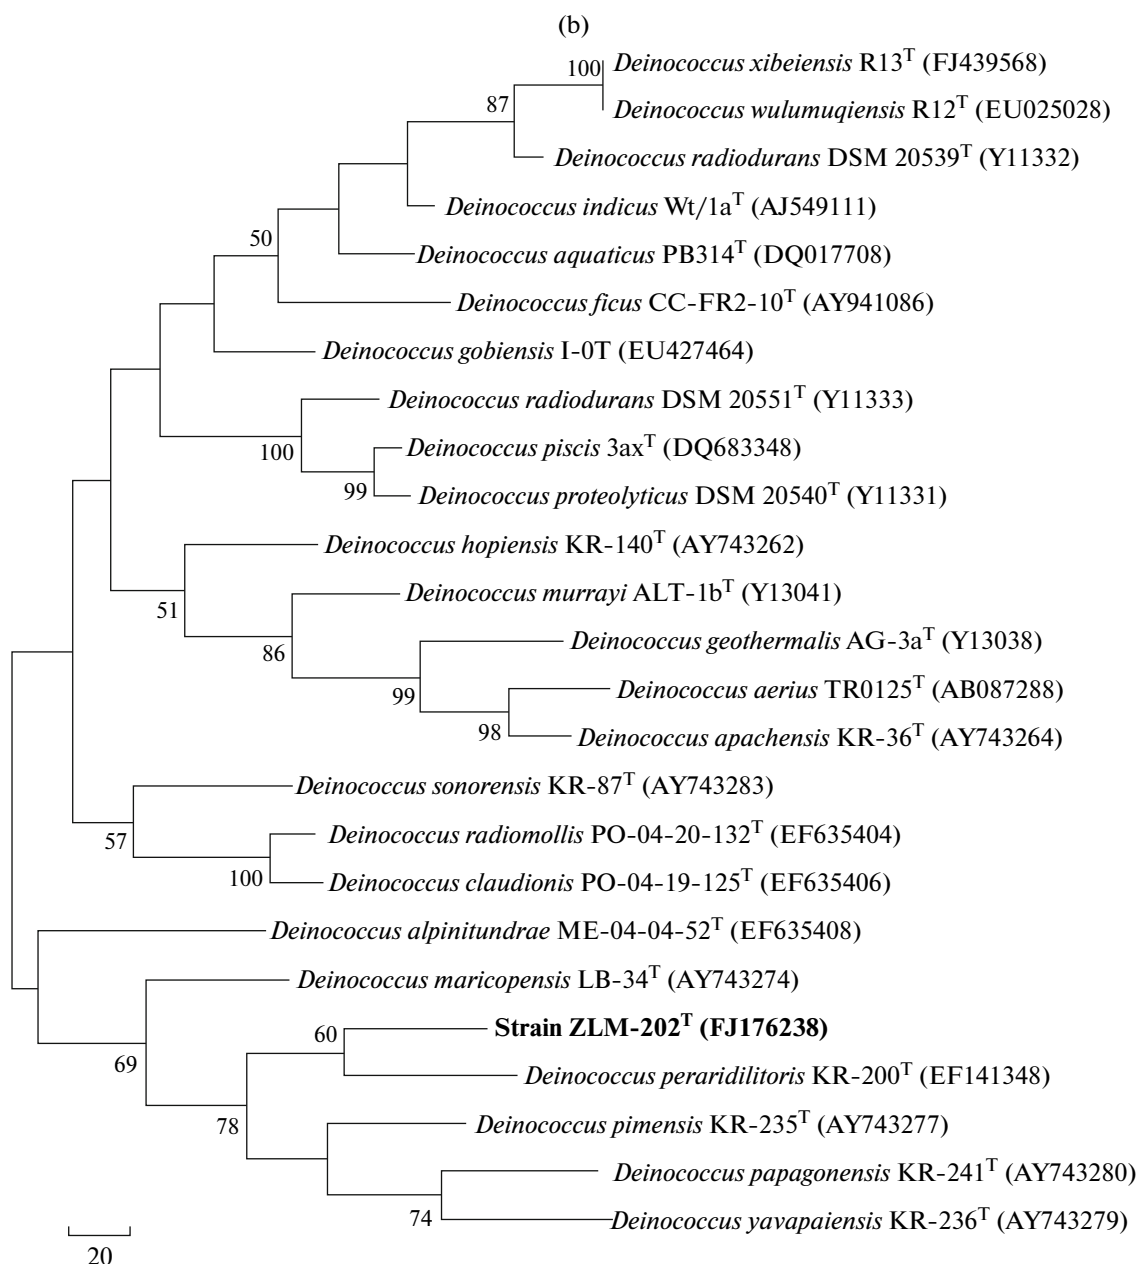 (b)
100
Deinococcus xibeiensis R13T (FJ439568)
87
Deinococcus wulumuqiensis R12T (EU025028)
Deinococcus radiodurans DSM 20539T (Y11332)
Deinococcus indicus Wt/1aT (AJ549111)
50
Deinococcus aquaticus PB314T (DQ017708)
Deinococcus ficus CC-FR2-10T (AY941086)
Deinococcus gobiensis I-0T (EU427464)
Deinococcus radiodurans DSM 20551T (Y11333)
100
Deinococcus piscis 3axT (DQ683348)
99
Deinococcus proteolyticus DSM 20540T (Y11331)
Deinococcus hopiensis KR-140T (AY743262)
51
Deinococcus murrayi ALT-1bT (Y13041)
86
Deinococcus geothermalis AG-3aT (Y13038)
99
Deinococcus aerius TR0125T (AB087288)
98
Deinococcus apachensis KR-36T (AY743264)
Deinococcus sonorensis KR-87T (AY743283)
57
Deinococcus radiomollis PO-04-20-132T (EF635404)
100
Deinococcus claudionis PO-04-19-125T (EF635406)
Deinococcus alpinitundrae ME-04-04-52T (EF635408)
Deinococcus maricopensis LB-34T (AY743274)
60
Strain ZLM-202T (FJ176238)
69
Deinococcus peraridilitoris KR-200T (EF141348)
78
Deinococcus pimensis KR-235T (AY743277)
Deinococcus papagonensis KR-241T (AY743280)
74
Deinococcus yavapaiensis KR-236T (AY743279)
20